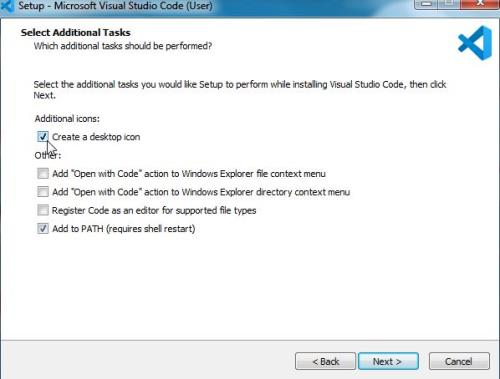 Setup - Microsoft Visual Studio Code (User)
Select Additional Tasks
Which additional tasks should be performed?
Select the additional tasks you would like Setup to perform while installing Visual Studio Code, then click
Next.
Additional icons:
Create a desktop icon
Other:
Add "Open with Code" action to Windows Explorer file context menu
Add "Open with Code" action to Windows Explorer directory context menu
Register Code as an editor for supported file types
Add to PATH (requires shell restart)
< Back
Next >
Cancel